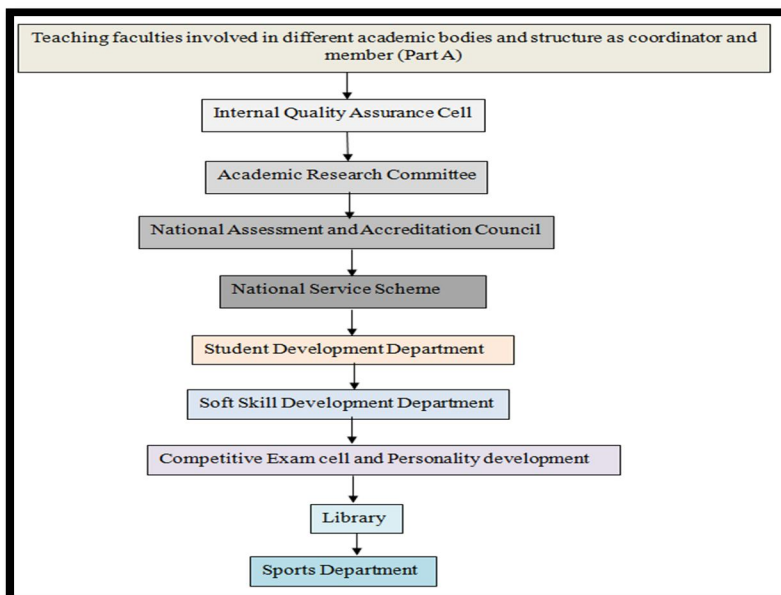 Teaching faculties involved in different academic bodies and structure as coordinator and
member (Part A)
Internal Quality Assurance Cell
Academic Research Committee
National Assessment and Accreditation Council
National Service Scheme
Student Development Department
Soft Skill Development Department
Competitive Exam cell and Personality development
Library
Sports Department